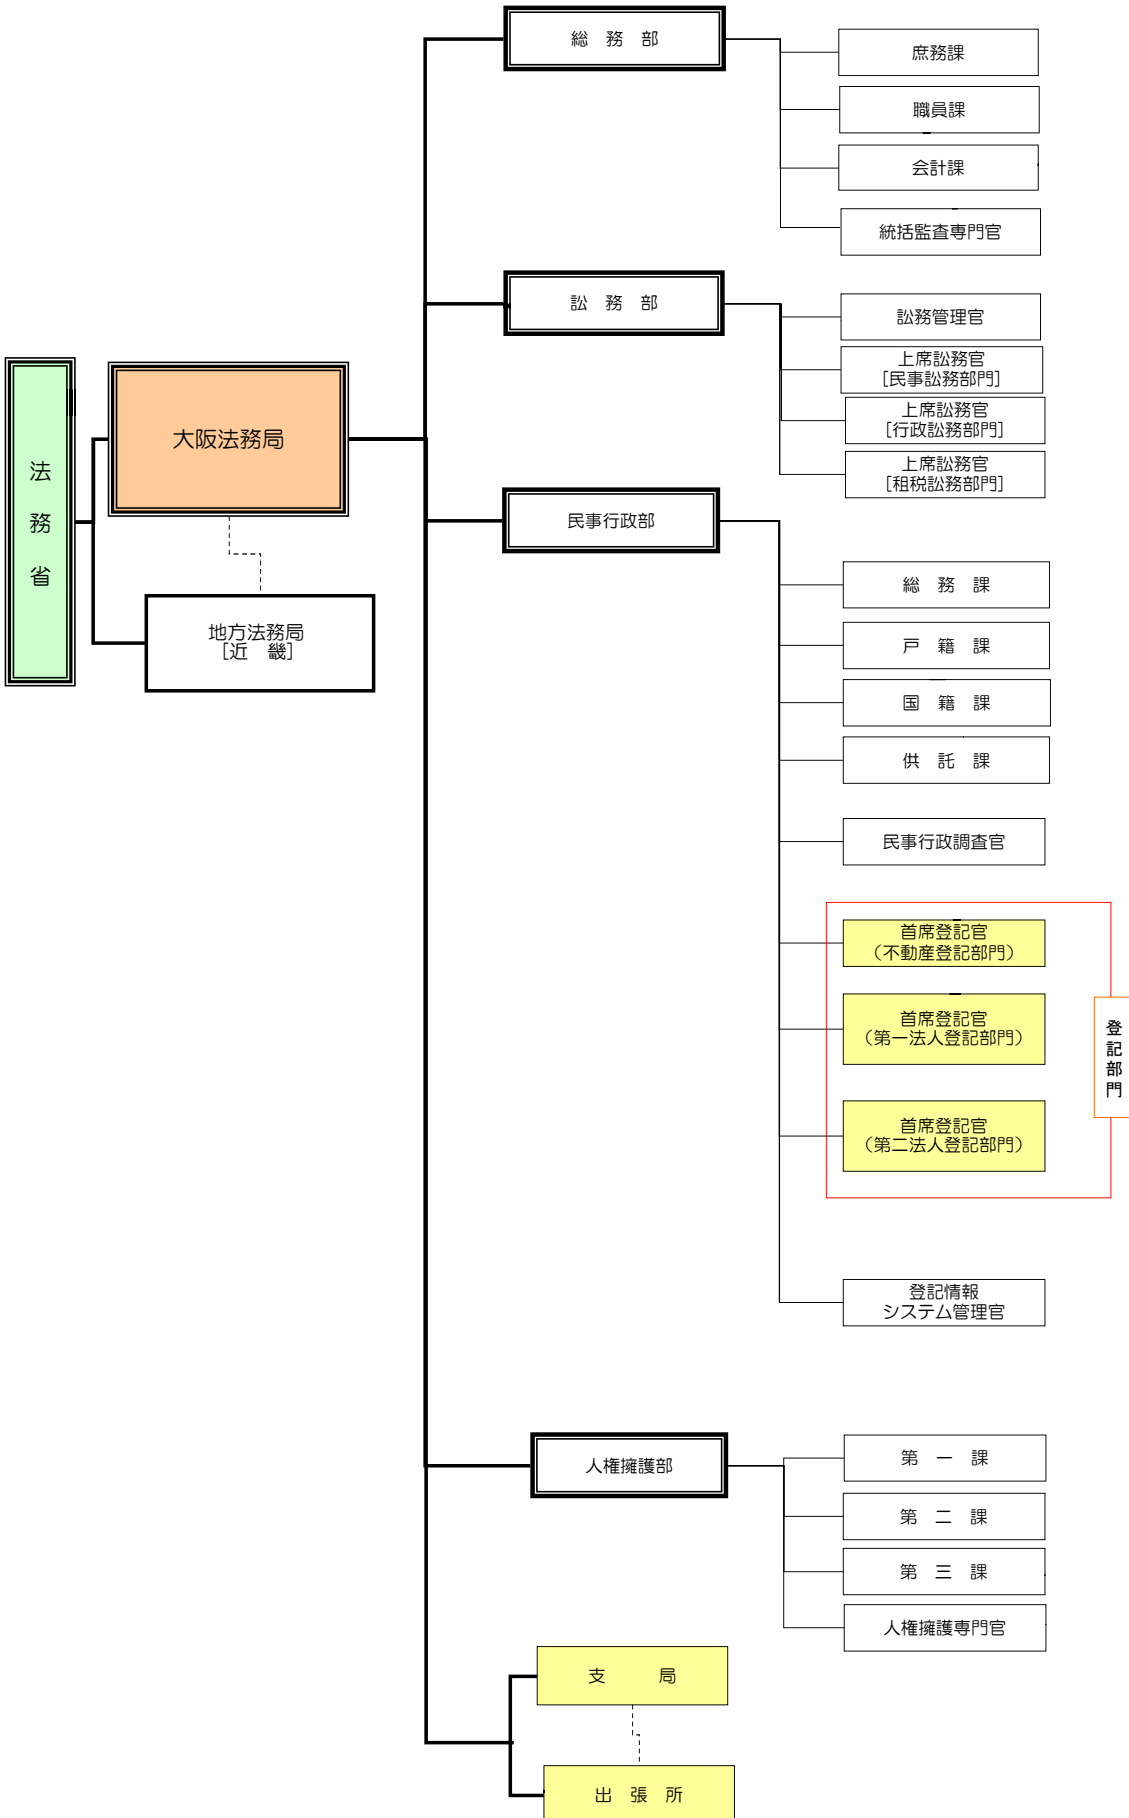 法務省
大阪法務局
地方法務局
[近　畿]
総　務　部
庶務課
職員課
会計課
統括監査専門官
訟　務　部
訟務管理官
上席訟務官
[民事訟務部門]
上席訟務官
[行政訟務部門]
上席訟務官
[租税訟務部門]
民事行政部
総　務　課
戸　籍　課
国　籍　課
供　託　課
民事行政調査官
首席登記官
（不動産登記部門）
首席登記官
（第一法人登記部門）
首席登記官
（第二法人登記部門）
登記部門
登記情報
システム管理官
人権擁護部
第　一　課
第　二　課
第　三　課
人権擁護専門官
支　　　局
出　張　所